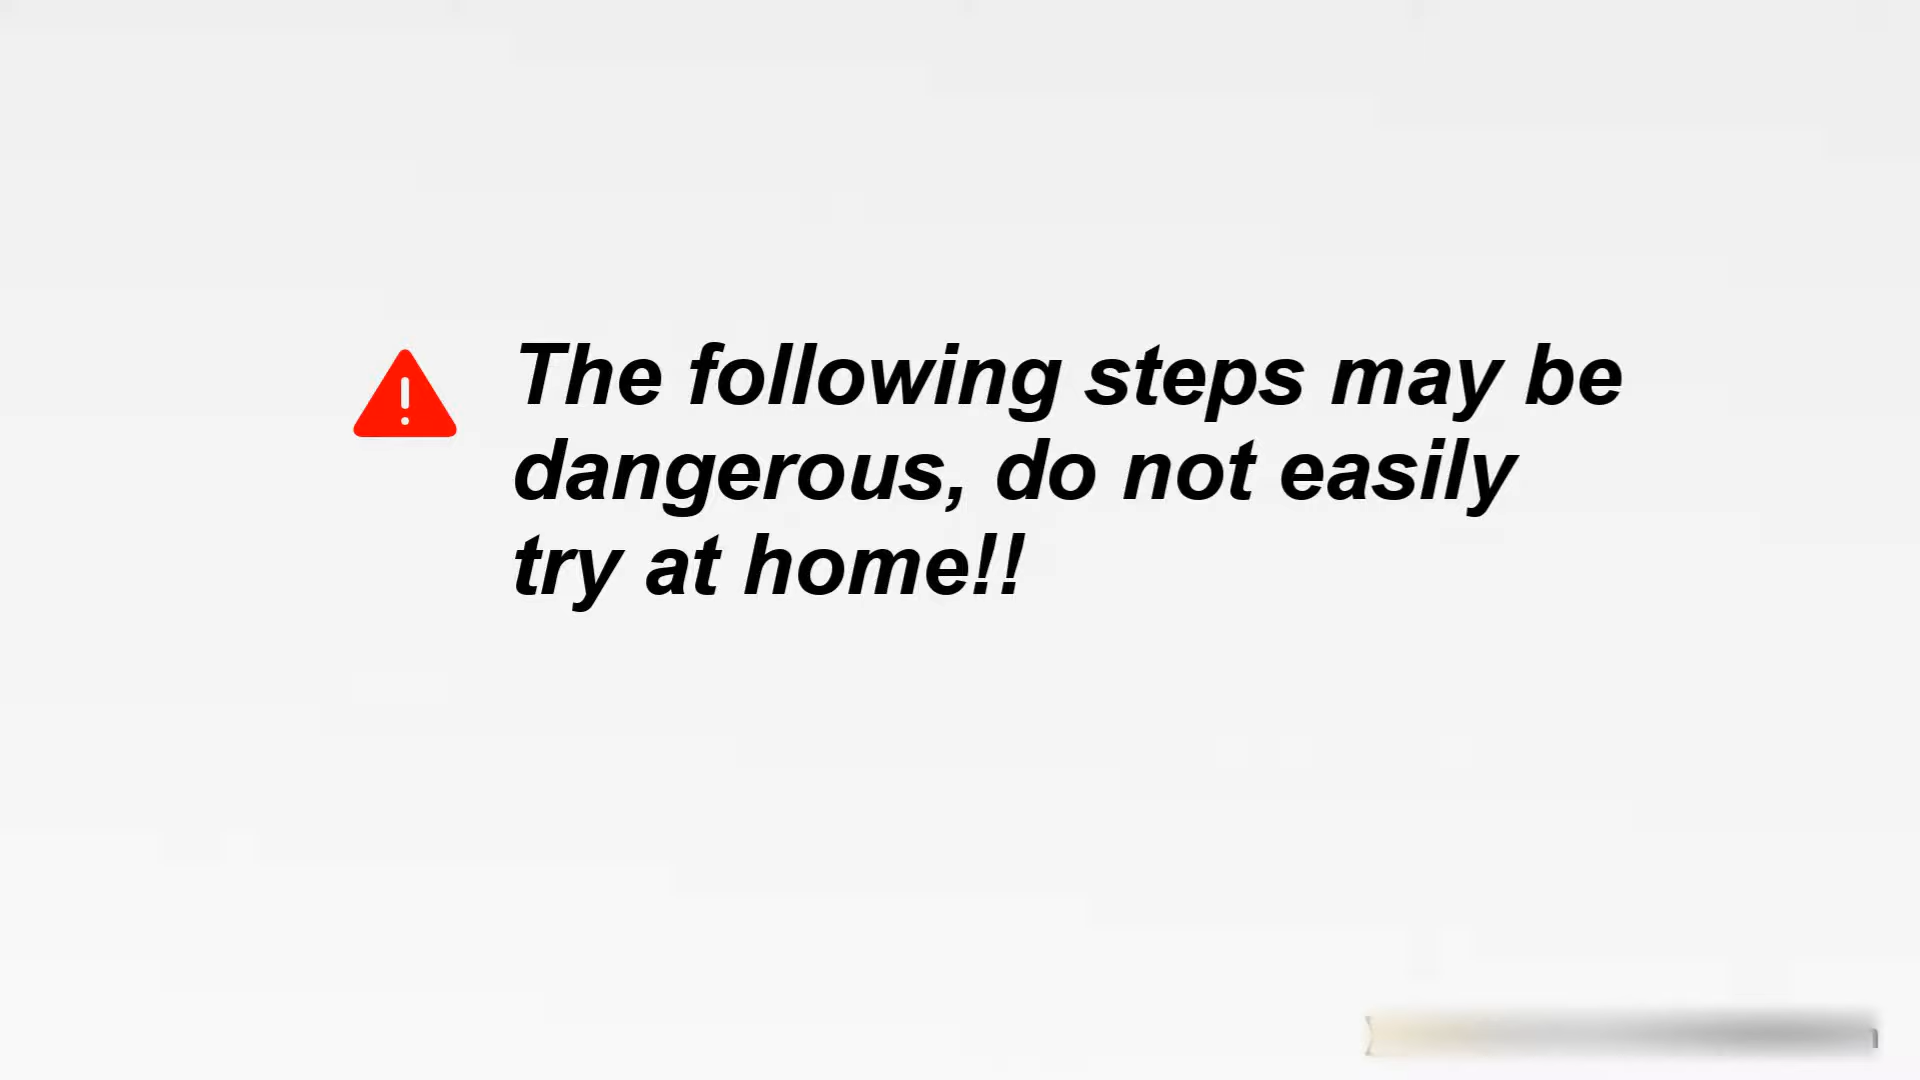 The following steps may be
dangerous, do not easily
try at home!!